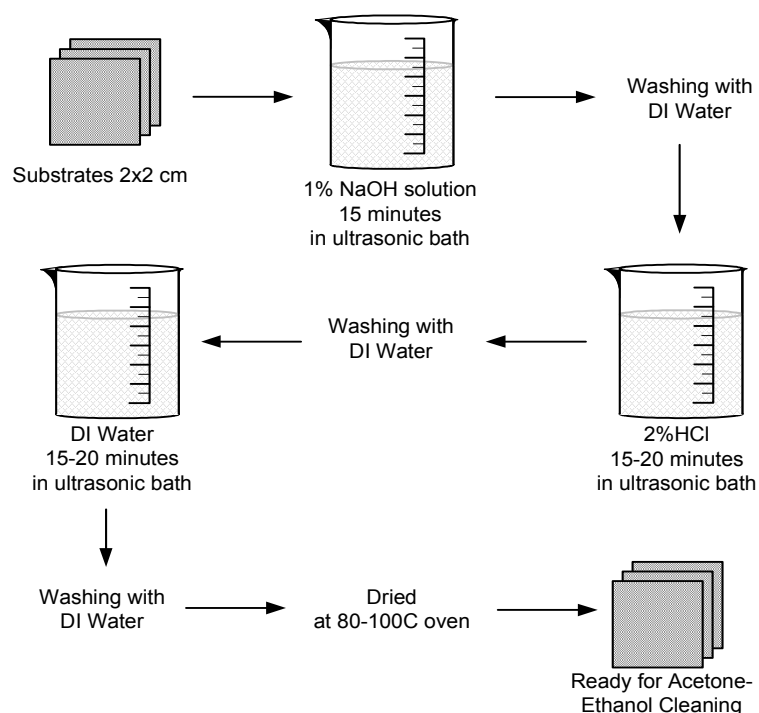 Substrates 2x2 cm
1% NaOH solution
15 minutes
in ultrasonic bath
Washing with
DI Water
2%HCl
15-20 minutes
in ultrasonic bath
Washing with
DI Water
DI Water
15-20 minutes
in ultrasonic bath
Washing with
DI Water
Dried
at 80-100C oven
Ready for Acetone-
Ethanol Cleaning